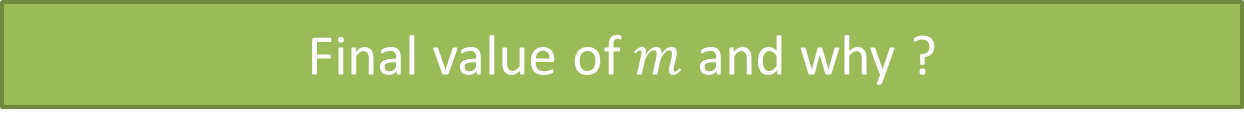 Final value of m and why ?